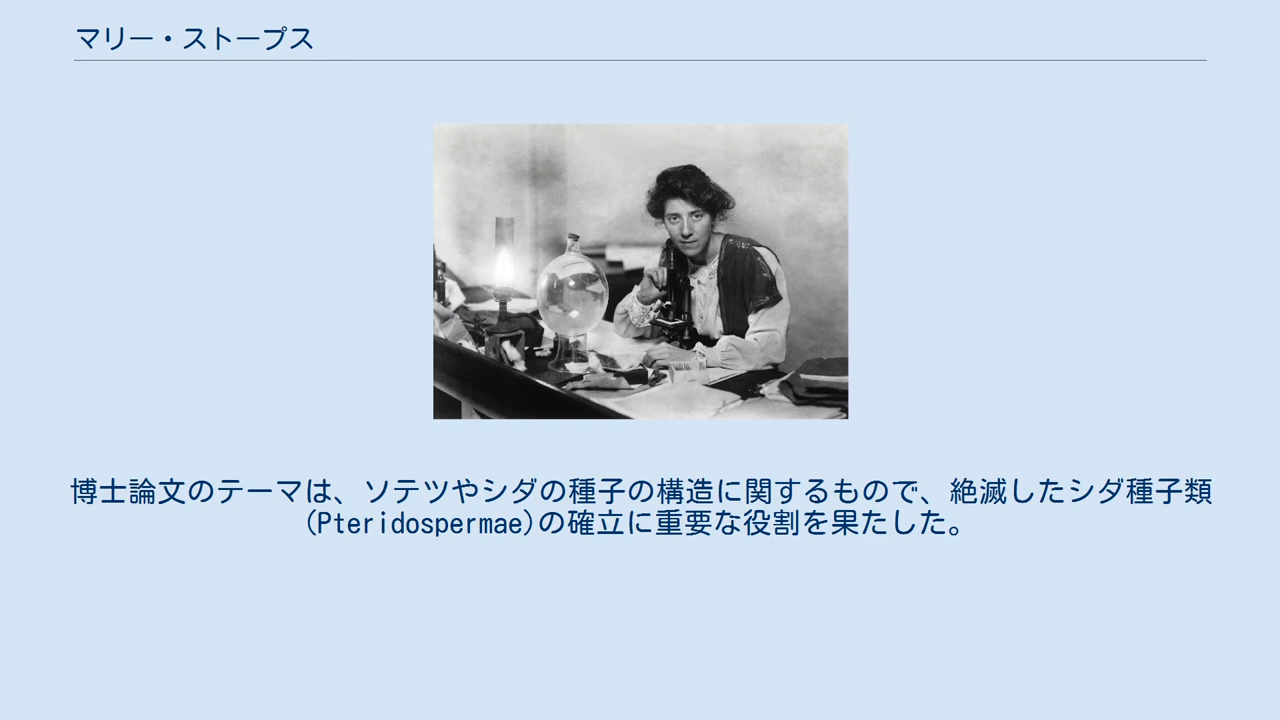 マリー・ストープス
博士論文のテーマは、ソテツやシダの種子の構造に関するもので、絶滅したシダ種子類
(Pteridospermae)の確立に重要な役割を果たした。